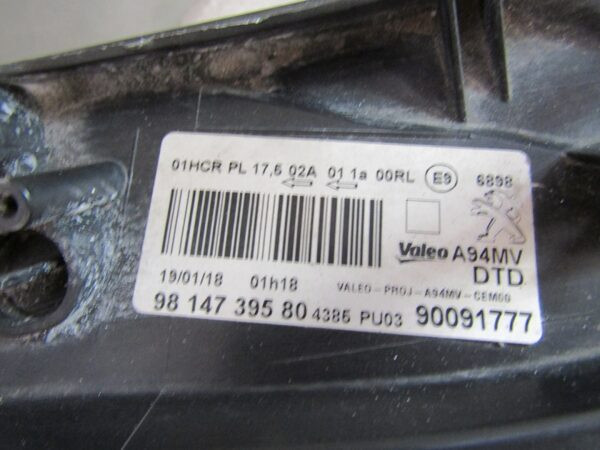 01HCR PL 17,5 02A 01 1a 00RL E9 6898
Valeo A94MV
DTD
19/01/18 01h18 VALEO-PROJ-A94MV-CEM00
98 147 395 80 4385 PU03 90091777